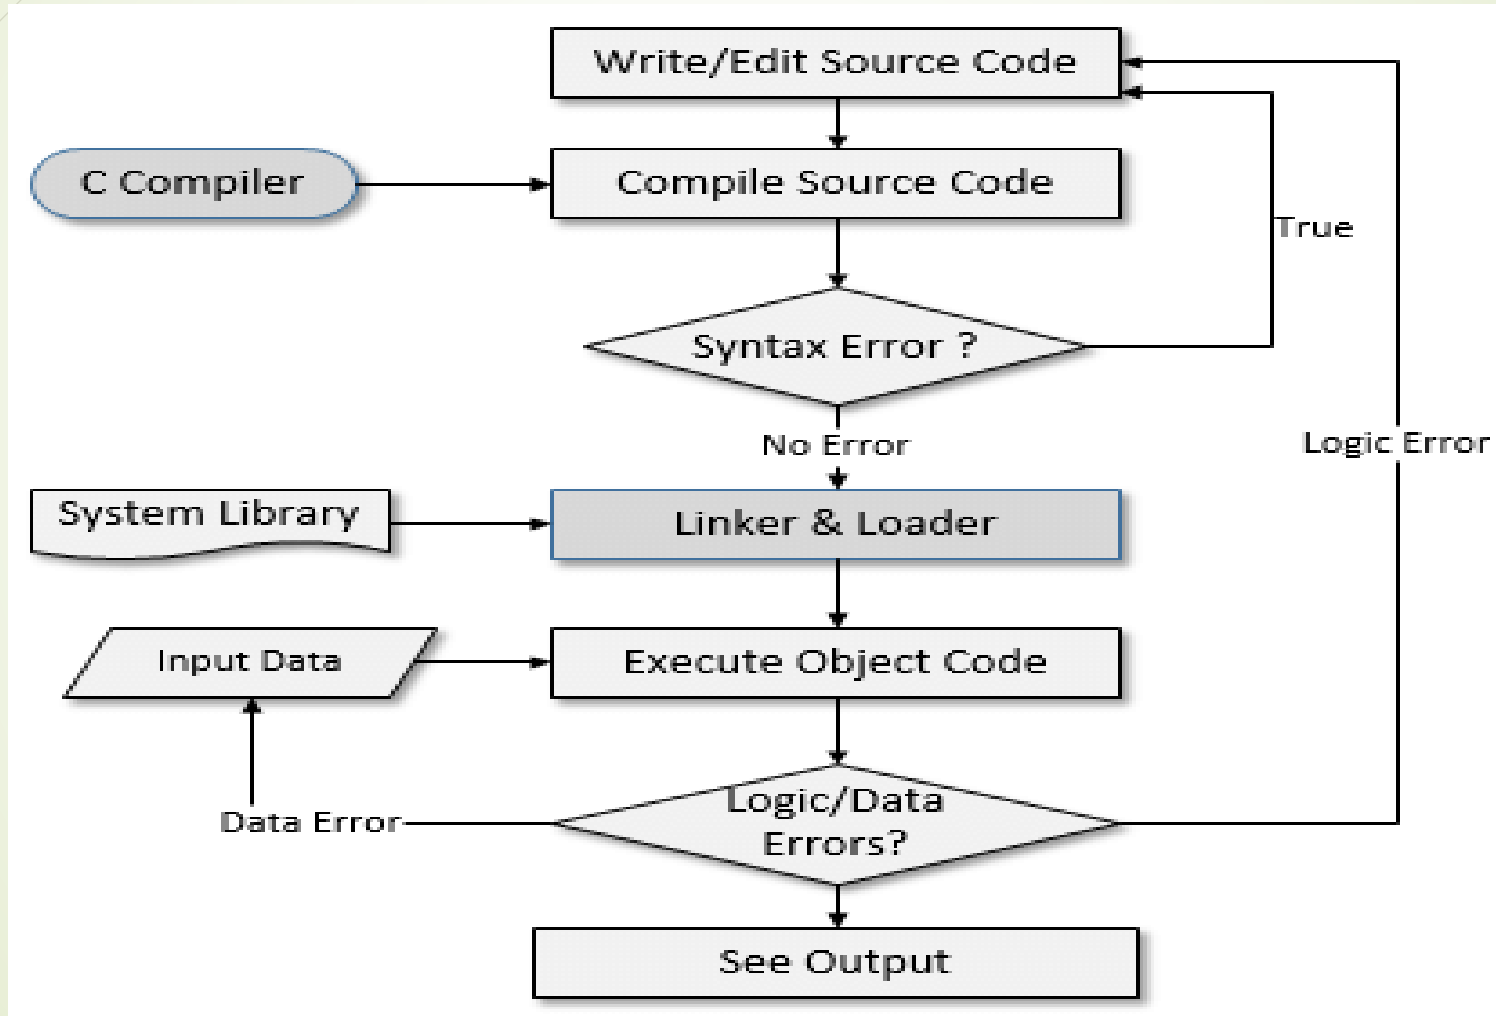 Write/Edit Source Code
C Compiler
Compile Source Code
True
Syntax Error ?
No Error
Logic Error
System Library
Linker & Loader
Input Data
Execute Object Code
Logic/Data
Errors?
Data Error
See Output